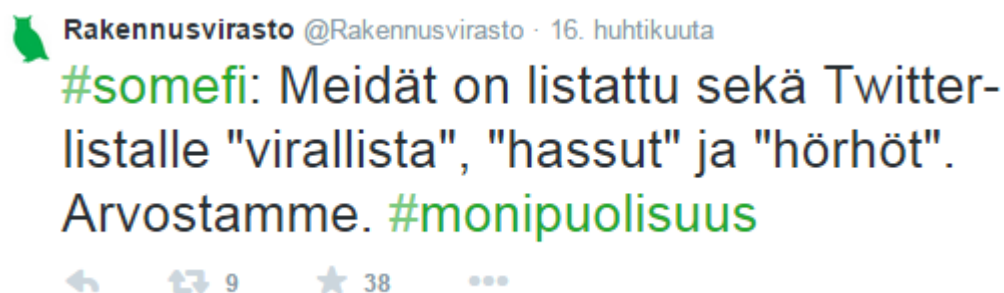 Rakennusvirasto @Rakennusvirasto · 16. huhtikuuta
#somefi: Meidät on listattu sekä Twitter-
listalle "virallista", "hassut" ja "hörhöt".
Arvostamme. #monipuolisuus
9 38